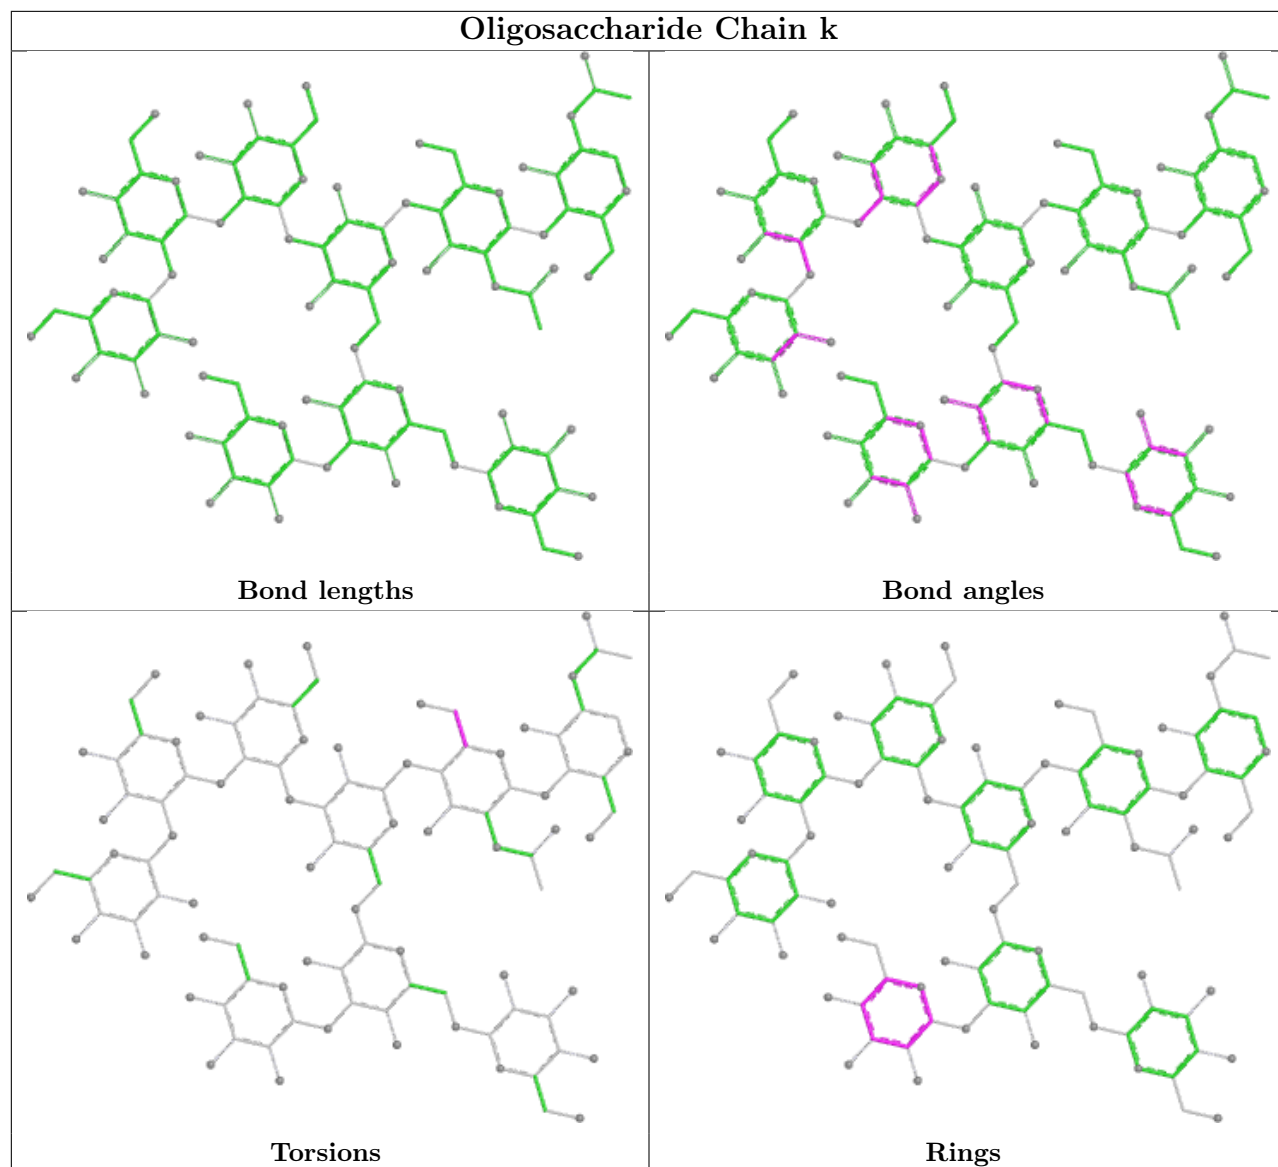 Oligosaccharide Chain k
Bond lengths
Bond angles
Torsions
Rings